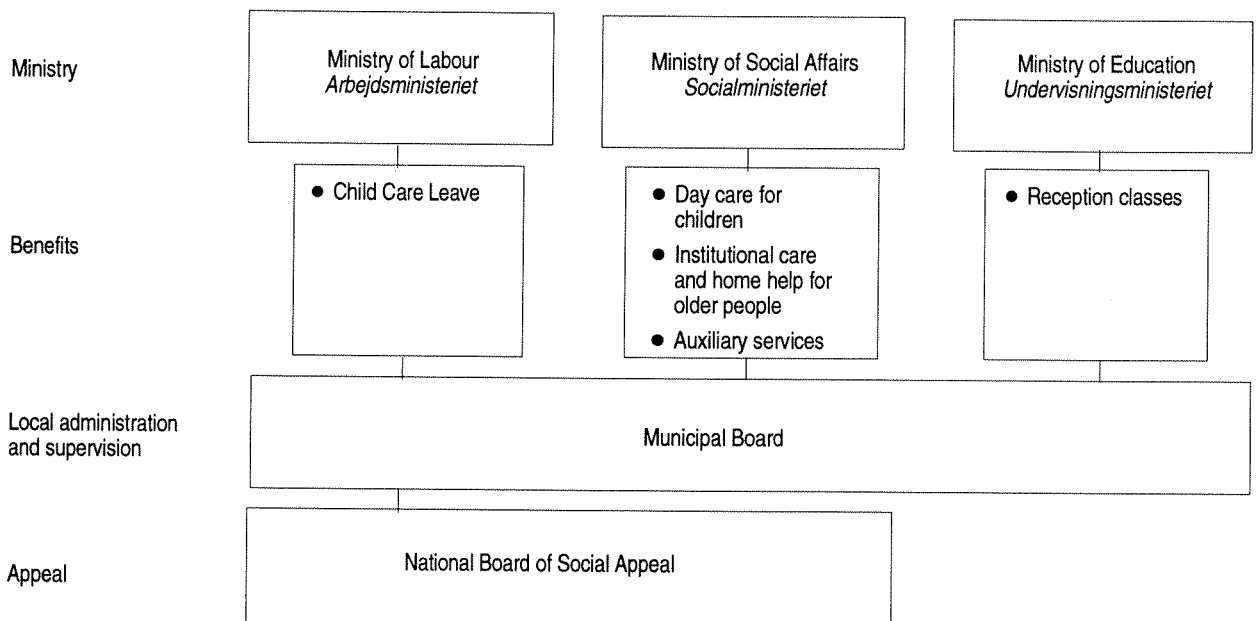 Ministry
Ministry of Labour
Arbejdsministeriet
Ministry of Social Affairs
Socialministeriet
Ministry of Education
Undervisningsministeriet
Benefits
● Child Care Leave
● Day care for
children
● Institutional care
and home help for
older people
● Auxiliary services
● Reception classes
Local administration
and supervision
Municipal Board
Appeal
National Board of Social Appeal